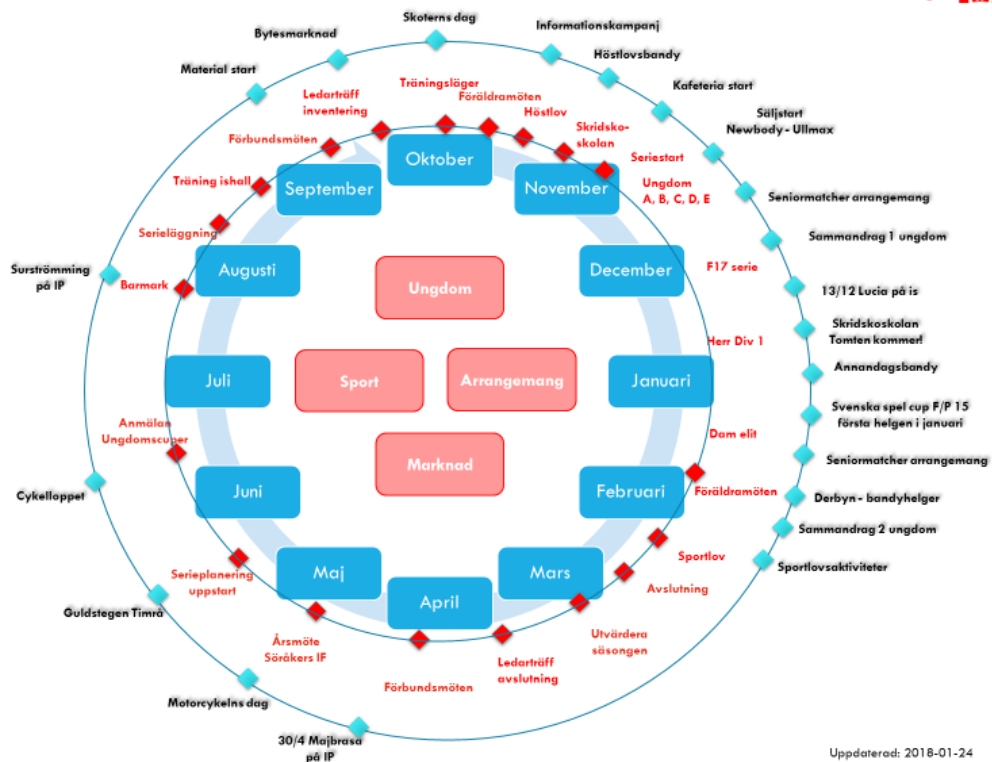 Skoterns dag
Informationskampanj
Bytesmarknad
Höstlovsbandy
Material start
Kafeteria start
Säljstart
Newbody - Ullmax
Seniormatcher arrangemang
Sammandrag 1 ungdom
13/12 Lucia på is
Skridskoskolan
Tomten kommer!
Annandagsbandy
Svenska spel cup F/P 15
första helgen i januari
Seniormatcher arrangemang
Derbyn - bandyhelger
Sammandrag 2 ungdom
Sportlovsaktiviteter
30/4 Majbrasa
på IP
Motorcykelns dag
Guldstegen Timrå
Cykelloppet
Surströmming
på IP
Träningsläger
Föräldramöten
Höstlov
Skridsko-
skolan
Seriestart
Ungdom
A, B, C, D, E
F17 serie
Herr Div 1
Dam elit
Föräldramöten
Sportlov
Avslutning
Utvärdera
säsongen
Ledarträff
avslutning
Förbundsmöten
Årsmöte
Söråkers IF
Serieplanering
uppstart
Anmälan
Ungdomscuper
Barmark
Serieläggning
Träning ishall
Förbundsmöten
Ledarträff
inventering
Oktober
November
December
Januari
Februari
Mars
April
Maj
Juni
Juli
Augusti
September
Ungdom
Sport
Arrangemang
Marknad
Uppdaterad: 2018-01-24